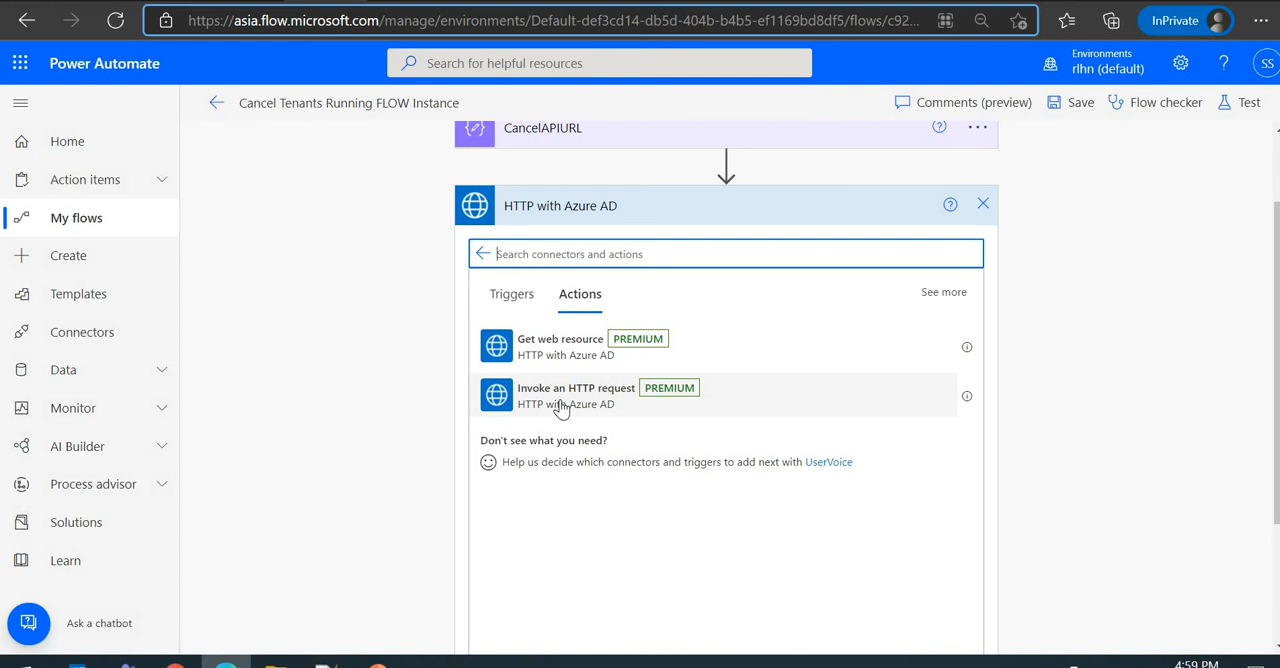 https://asia.flow.microsoft.com/manage/environments/Default-def3cd14-db5d-404b-b4b5-ef1169bd8df5/flows/c92...
InPrivate
Power Automate
Search for helpful resources
Environments
rlhn (default)
SS
Cancel Tenants Running FLOW Instance
Comments (preview)
Save
Flow checker
Test
Home
Action items
My flows
Create
Templates
Connectors
Data
Monitor
AI Builder
Process advisor
Solutions
Learn
Ask a chatbot
CancelAPIURL
HTTP with Azure AD
Search connectors and actions
Triggers
Actions
See more
Get web resource PREMIUM
HTTP with Azure AD
Invoke an HTTP request PREMIUM
HTTP with Azure AD
Don't see what you need?
Help us decide which connectors and triggers to add next with UserVoice
4:59 PM